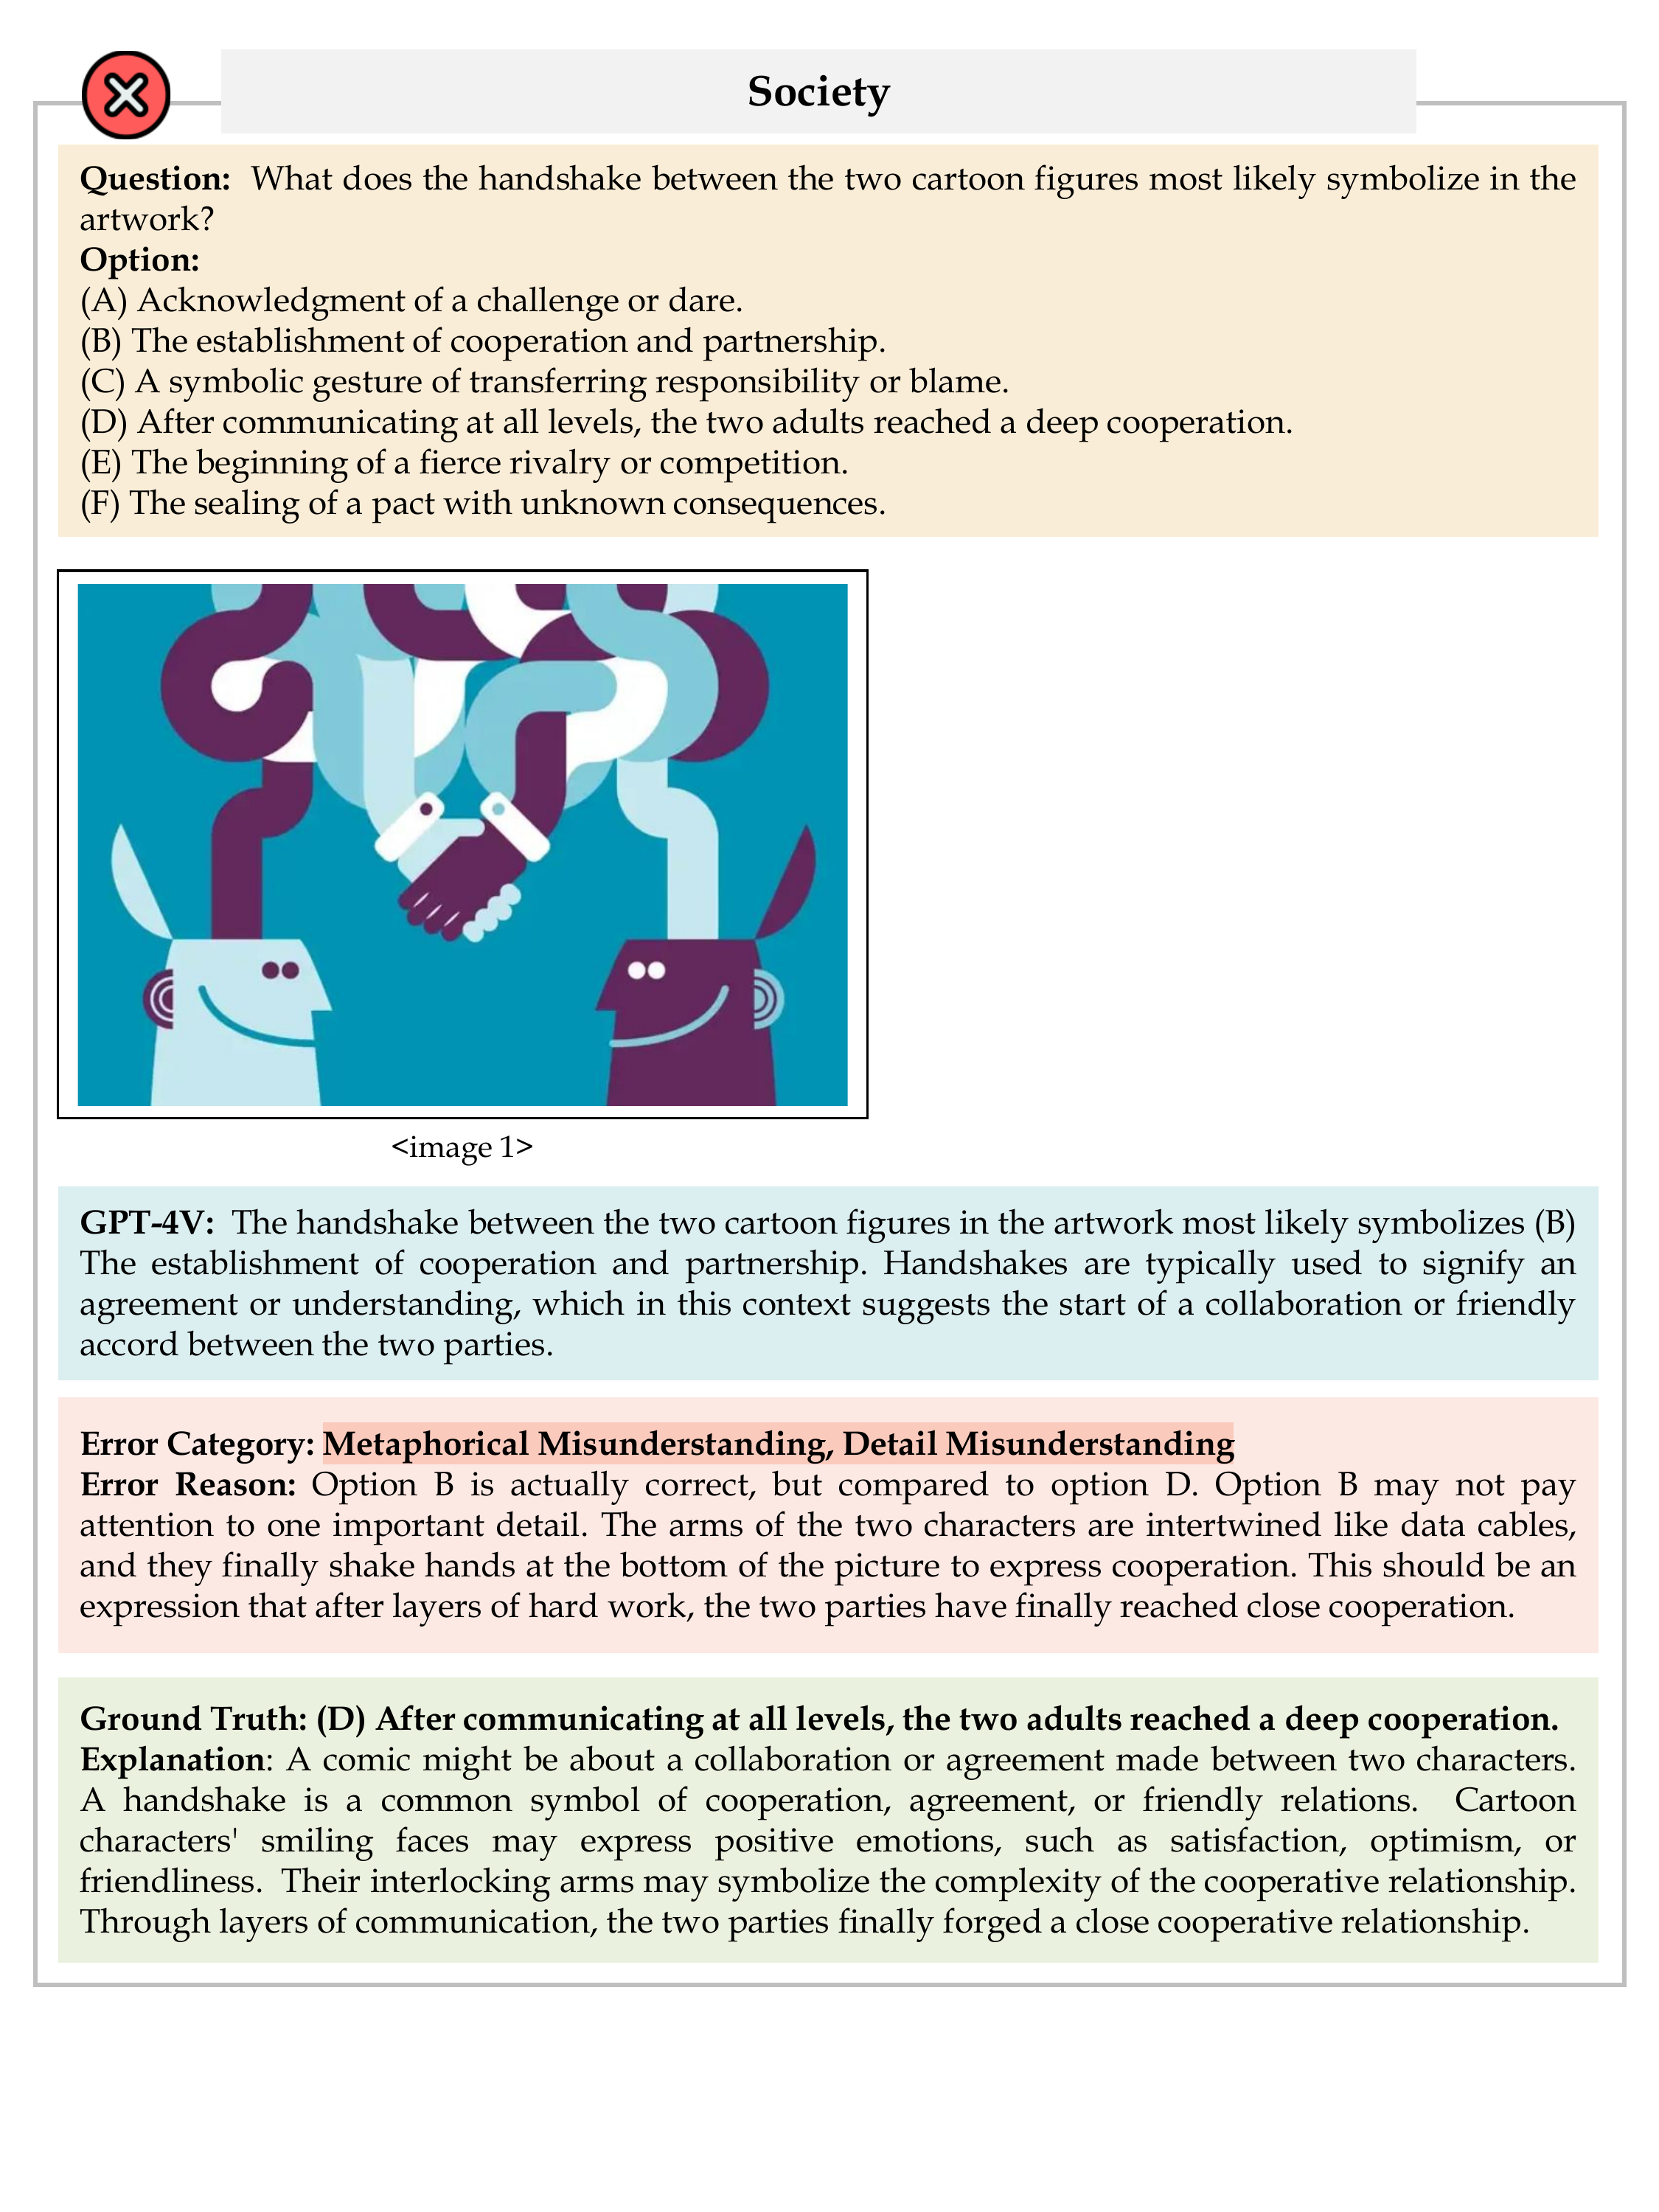 Society
Question: What does the handshake between the two cartoon figures most likely symbolize in the
artwork?
Option:
(A) Acknowledgment of a challenge or dare.
(B) The establishment of cooperation and partnership.
(C) A symbolic gesture of transferring responsibility or blame.
(D) After communicating at all levels, the two adults reached a deep cooperation.
(E) The beginning of a fierce rivalry or competition.
(F) The sealing of a pact with unknown consequences.
<image 1>
GPT-4V: The handshake between the two cartoon figures in the artwork most likely symbolizes (B)
The establishment of cooperation and partnership. Handshakes are typically used to signify an
agreement or understanding, which in this context suggests the start of a collaboration or friendly
accord between the two parties.
Error Category: Metaphorical Misunderstanding, Detail Misunderstanding
Error Reason: Option B is actually correct, but compared to option D. Option B may not pay
attention to one important detail. The arms of the two characters are intertwined like data cables,
and they finally shake hands at the bottom of the picture to express cooperation. This should be an
expression that after layers of hard work, the two parties have finally reached close cooperation.
Ground Truth: (D) After communicating at all levels, the two adults reached a deep cooperation.
Explanation: A comic might be about a collaboration or agreement made between two characters.
A handshake is a common symbol of cooperation, agreement, or friendly relations. Cartoon
characters' smiling faces may express positive emotions, such as satisfaction, optimism, or
friendliness. Their interlocking arms may symbolize the complexity of the cooperative relationship.
Through layers of communication, the two parties finally forged a close cooperative relationship.